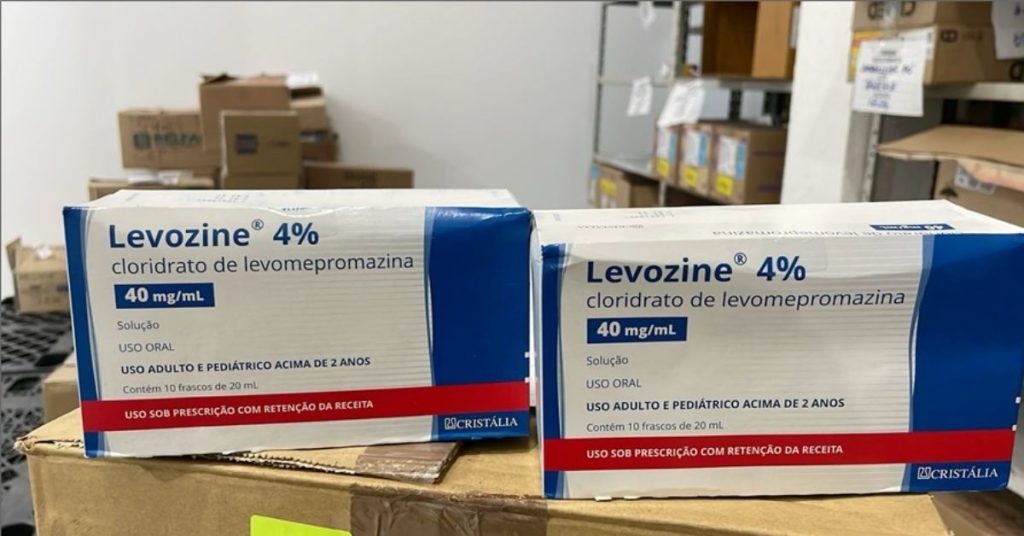 Levozine® 4%
cloridrato de levomepromazina
40 mg/mL
Solução
USO ORAL
USO ADULTO E PEDIÁTRICO ACIMA DE 2 ANOS
Contém 10 frascos de 20 mL
USO SOB PRESCRIÇÃO COM RETENÇÃO DA RECEITA
CRISTÁLIA
40 mg/mL
Levozine® 4%
cloridrato de levomepromazina
40 mg/mL
Solução
USO ORAL
USO ADULTO E PEDIÁTRICO ACIMA DE 2 ANOS
Contém 10 frascos de 20 mL
USO SOB PRESCRIÇÃO COM RETENÇÃO DA RECEITA
CRISTÁLIA